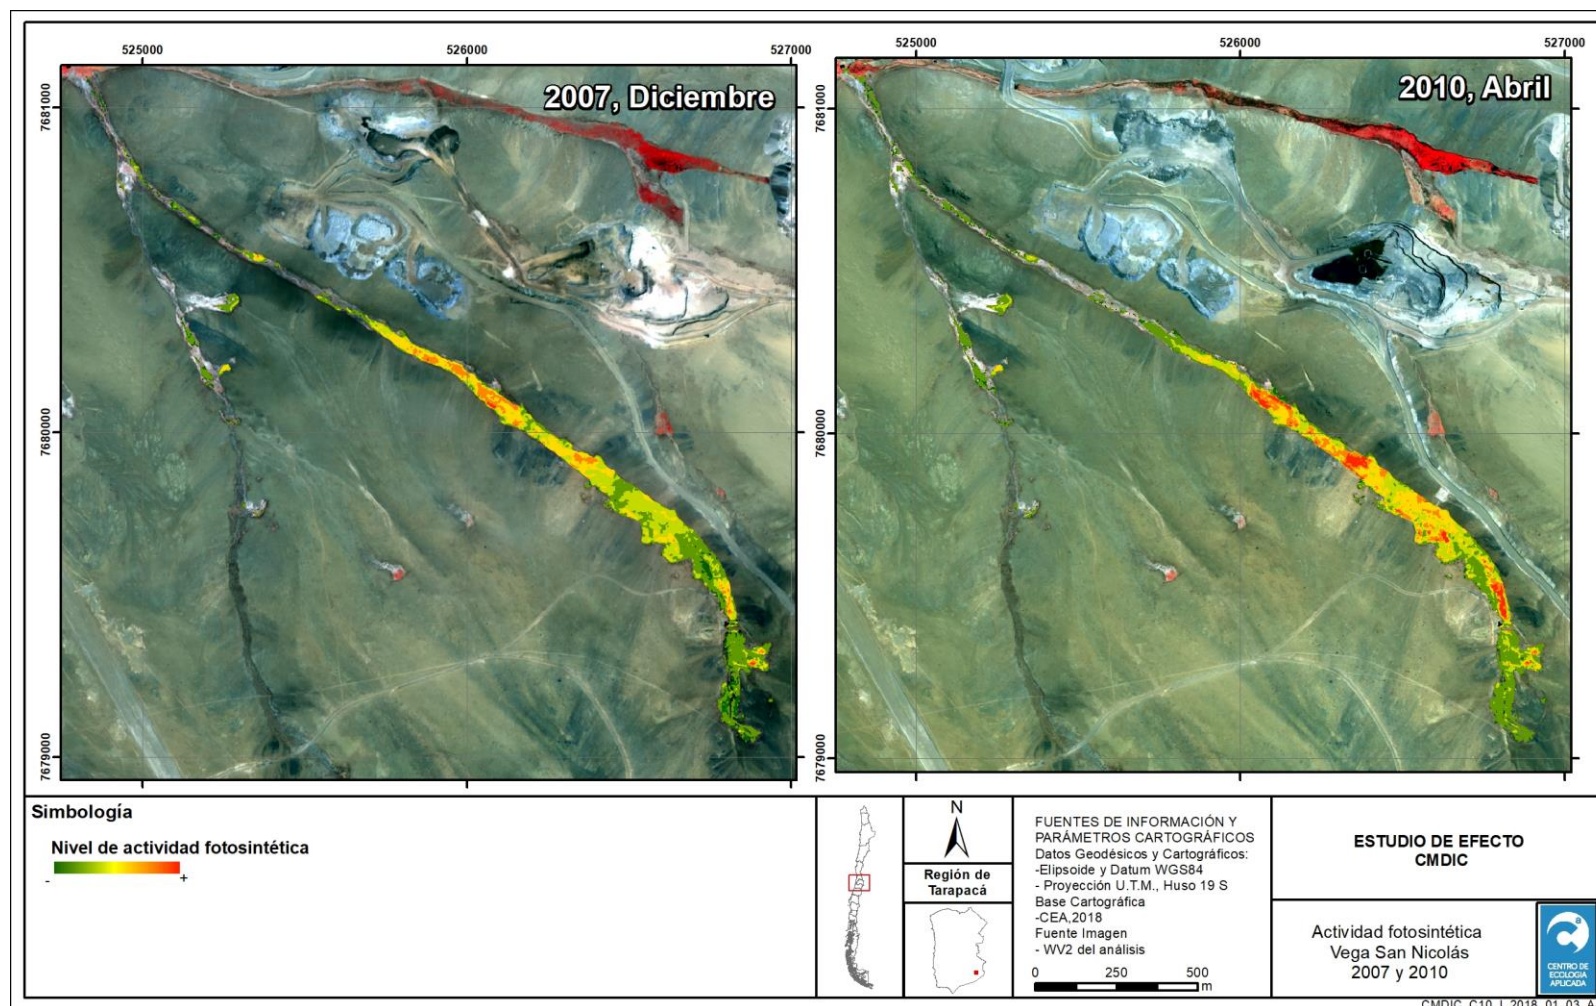 525000
526000
527000
525000
526000
527000
2007, Diciembre
2010, Abril
7681000
7680000
7679000
7681000
7680000
7679000
Simbología
Nivel de actividad fotosintética
- +
N
Región de
Tarapacá
FUENTES DE INFORMACIÓN Y
PARÁMETROS CARTOGRÁFICOS
Datos Geodésicos y Cartográficos:
-Elipsoide y Datum WGS84
- Proyección U.T.M., Huso 19 S
Base Cartográfica
-CEA,2018
Fuente Imagen
- WV2 del análisis
0 250 500
m
ESTUDIO DE EFECTO
CMDIC
Actividad fotosintética
Vega San Nicolás
2007 y 2010
CENTRO DE
ECOLOGIA
APLICADA